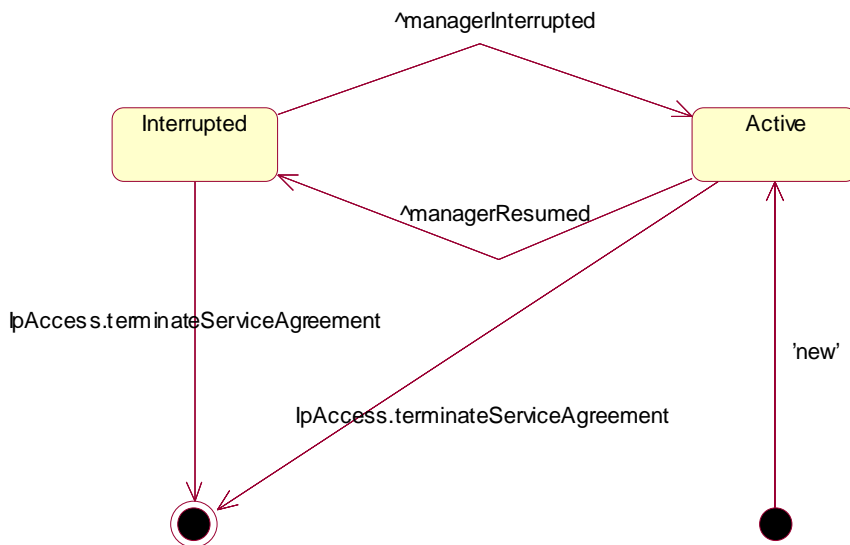 ^managerInterrupted
Interrupted
Active
^managerResumed
IpAccess.terminateServiceAgreement
'new'
IpAccess.terminateServiceAgreement